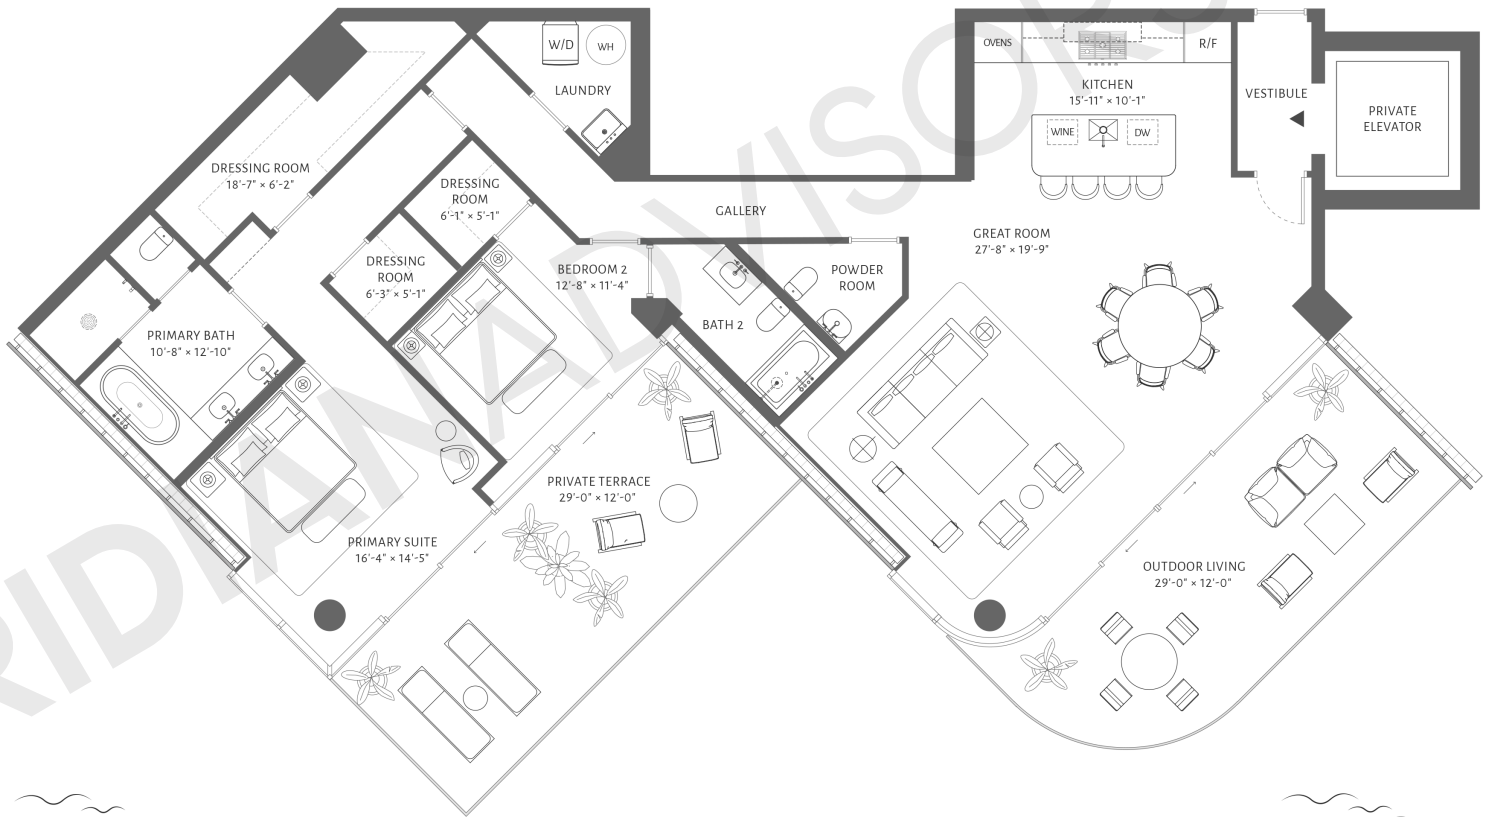 OVENS
R/F
KITCHEN
15'-11" × 10'-1"
WINE
DW
VESTIBULE
PRIVATE
ELEVATOR
W/D
WH
LAUNDRY
DRESSING ROOM
18'-7" × 6'-2"
DRESSING
ROOM
6'-1" × 5'-1"
GALLERY
GREAT ROOM
27'-8" × 19'-9"
DRESSING
ROOM
6'-3" × 5'-1"
BEDROOM 2
12'-8" × 11'-4"
POWDER
ROOM
PRIMARY BATH
10'-8" × 12'-10"
BATH 2
PRIVATE TERRACE
29'-0" × 12'-0"
PRIMARY SUITE
16'-4" × 14'-5"
OUTDOOR LIVING
29'-0" × 12'-0"
RIDIANADVISORS